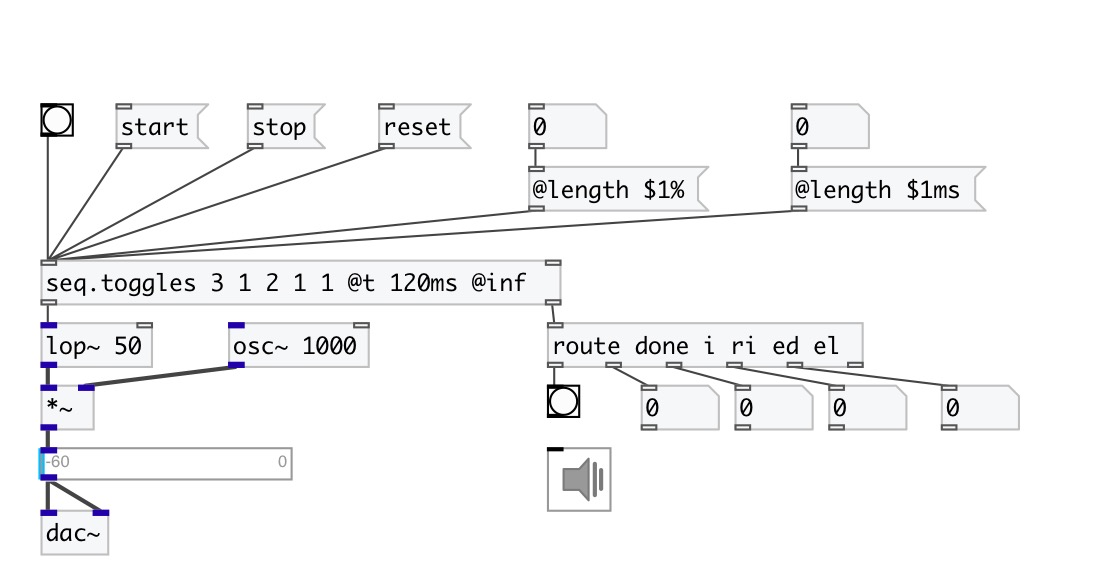 start
stop
reset
0
0
@length $1%
@length $1ms
seq.toggles 3 1 2 1 1 @t 120ms @inf
lop~ 50
osc~ 1000
route done i ri ed el
*~
0
0
0
0
-60
0
dac~